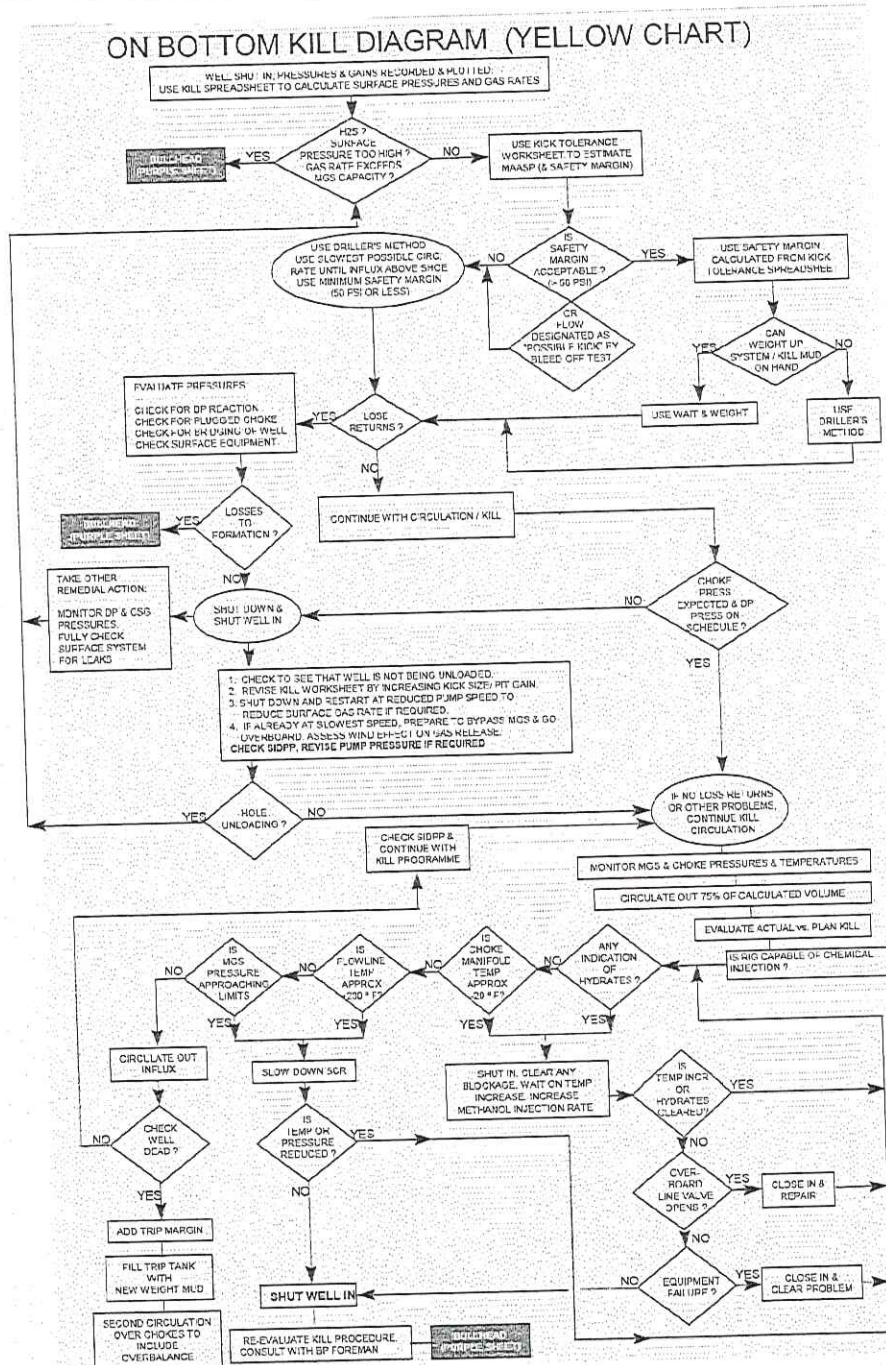 ON BOTTOM KILL DIAGRAM (YELLOW CHART)
WELL SHUT IN, PRESSURES & GAINS RECORDED & PLOTTED.
USE KILL SPREADSHEET TO CALCULATE SURFACE PRESSURES AND GAS RATES
H2S ?
SURFACE
PRESSURE TOO HIGH ?
GAS RATE EXCEEDS
MGS CAPACITY ?
YES
BULLHEAD
(PURPLE SHEET)
NO
USE KICK TOLERANCE
WORKSHEET TO ESTIMATE
MAASP (& SAFETY MARGIN)
IS
SAFETY
MARGIN
ACCEPTABLE ?
(> 50 PSI)
NO
YES
USE DRILLER'S METHOD
USE SLOWEST POSSIBLE CIRC.
RATE UNTIL INFLUX ABOVE SHOE
USE MINIMUM SAFETY MARGIN
(50 PSI OR LESS)
USE SAFETY MARGIN
CALCULATED FROM KICK
TOLERANCE SPREADSHEET
OR
FLOW
DESIGNATED AS
"POSSIBLE KICK" BY
BLEED OFF TEST
CAN
WEIGHT UP
SYSTEM / KILL MUD
ON HAND
YES
NO
USE WAIT & WEIGHT
USE
DRILLER'S
METHOD
LOSE
RETURNS ?
YES
NO
EVALUATE PRESSURES:
CHECK FOR DP REACTION
CHECK FOR PLUGGED CHOKE
CHECK FOR BRIDGING OF WELL
CHECK SURFACE EQUIPMENT.
CONTINUE WITH CIRCULATION / KILL
LOSSES
TO
FORMATION ?
YES
BULLHEAD
(PURPLE SHEET)
NO
TAKE OTHER
REMEDIAL ACTION:
MONITOR DP & CSG
PRESSURES.
FULLY CHECK
SURFACE SYSTEM
FOR LEAKS
SHUT DOWN &
SHUT WELL IN
NO
CHOKE
PRESS
EXPECTED & DP
PRESS ON
SCHEDULE ?
YES
1. CHECK TO SEE THAT WELL IS NOT BEING UNLOADED.
2. REVISE KILL WORKSHEET BY INCREASING KICK SIZE/ PIT GAIN.
3. SHUT DOWN AND RESTART AT REDUCED PUMP SPEED TO
REDUCE SURFACE GAS RATE IF REQUIRED.
4. IF ALREADY AT SLOWEST SPEED, PREPARE TO BYPASS MGS & GO
OVERBOARD. ASSESS WIND EFFECT ON GAS RELEASE.
CHECK SIDPP, REVISE PUMP PRESSURE IF REQUIRED
HOLE
UNLOADING ?
YES
NO
IF NO LOSS RETURNS
OR OTHER PROBLEMS,
CONTINUE KILL
CIRCULATION
CHECK SIDPP &
CONTINUE WITH
KILL PROGRAMME
MONITOR MGS & CHOKE PRESSURES & TEMPERATURES
CIRCULATE OUT 75% OF CALCULATED VOLUME
EVALUATE ACTUAL vs. PLAN KILL
IS RIG CAPABLE OF CHEMICAL
INJECTION ?
ANY
INDICATION
OF
HYDRATES ?
NO
YES
IS
CHOKE
MANIFOLD
TEMP
APPROX
-20 ° F?
NO
YES
IS
FLOWLINE
TEMP
APPROX
F?
NO
YES
IS
MGS
PRESSURE
APPROACHING
LIMITS
NO
YES
CIRCULATE OUT
INFLUX
SLOW DOWN SCR
SHUT IN, CLEAR ANY
BLOCKAGE, WAIT ON TEMP
INCREASE, INCREASE
METHANOL INJECTION RATE
IS
TEMP INCR
OR
HYDRATES
CLEARED?
YES
NO
CHECK
WELL
DEAD ?
NO
YES
IS
TEMP OR
PRESSURE
REDUCED ?
YES
NO
OVER-
BOARD
LINE VALVE
OPENS ?
YES
CLOSE IN &
REPAIR
NO
ADD TRIP MARGIN
FILL TRIP TANK
WITH
NEW WEIGHT MUD
SHUT WELL IN
NO
EQUIPMENT
FAILURE ?
YES
CLOSE IN &
CLEAR PROBLEM
SECOND CIRCULATION
OVER CHOKES TO
INCLUDE
OVERBALANCE
RE-EVALUATE KILL PROCEDURE,
CONSULT WITH BP FOREMAN
BULLHEAD
(PURPLE SHEET)